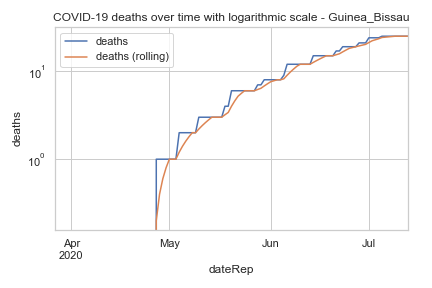 COVID-19 deaths over time with logarithmic scale - Guinea_Bissau
deaths
deaths (rolling)
10¹
10⁰
deaths
Apr
2020
May
Jun
Jul
dateRep